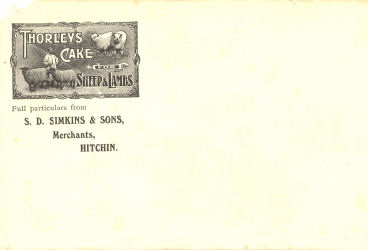 THORLEY'S
CAKE
FOR
SHEEP & LAMBS
Full particulars from
S. D. SIMKINS & SONS,
Merchants,
HITCHIN.